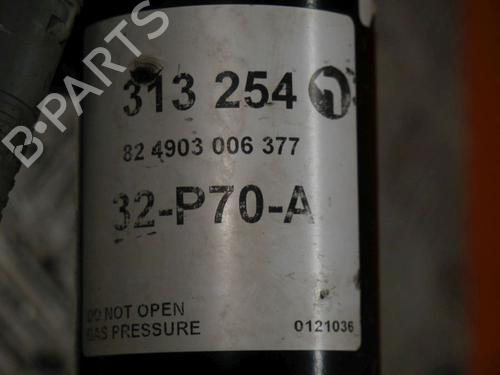 B-PARTS
313 254
82 4903 006 377
32-P70-A
DO NOT OPEN
GAS PRESSURE 0121036